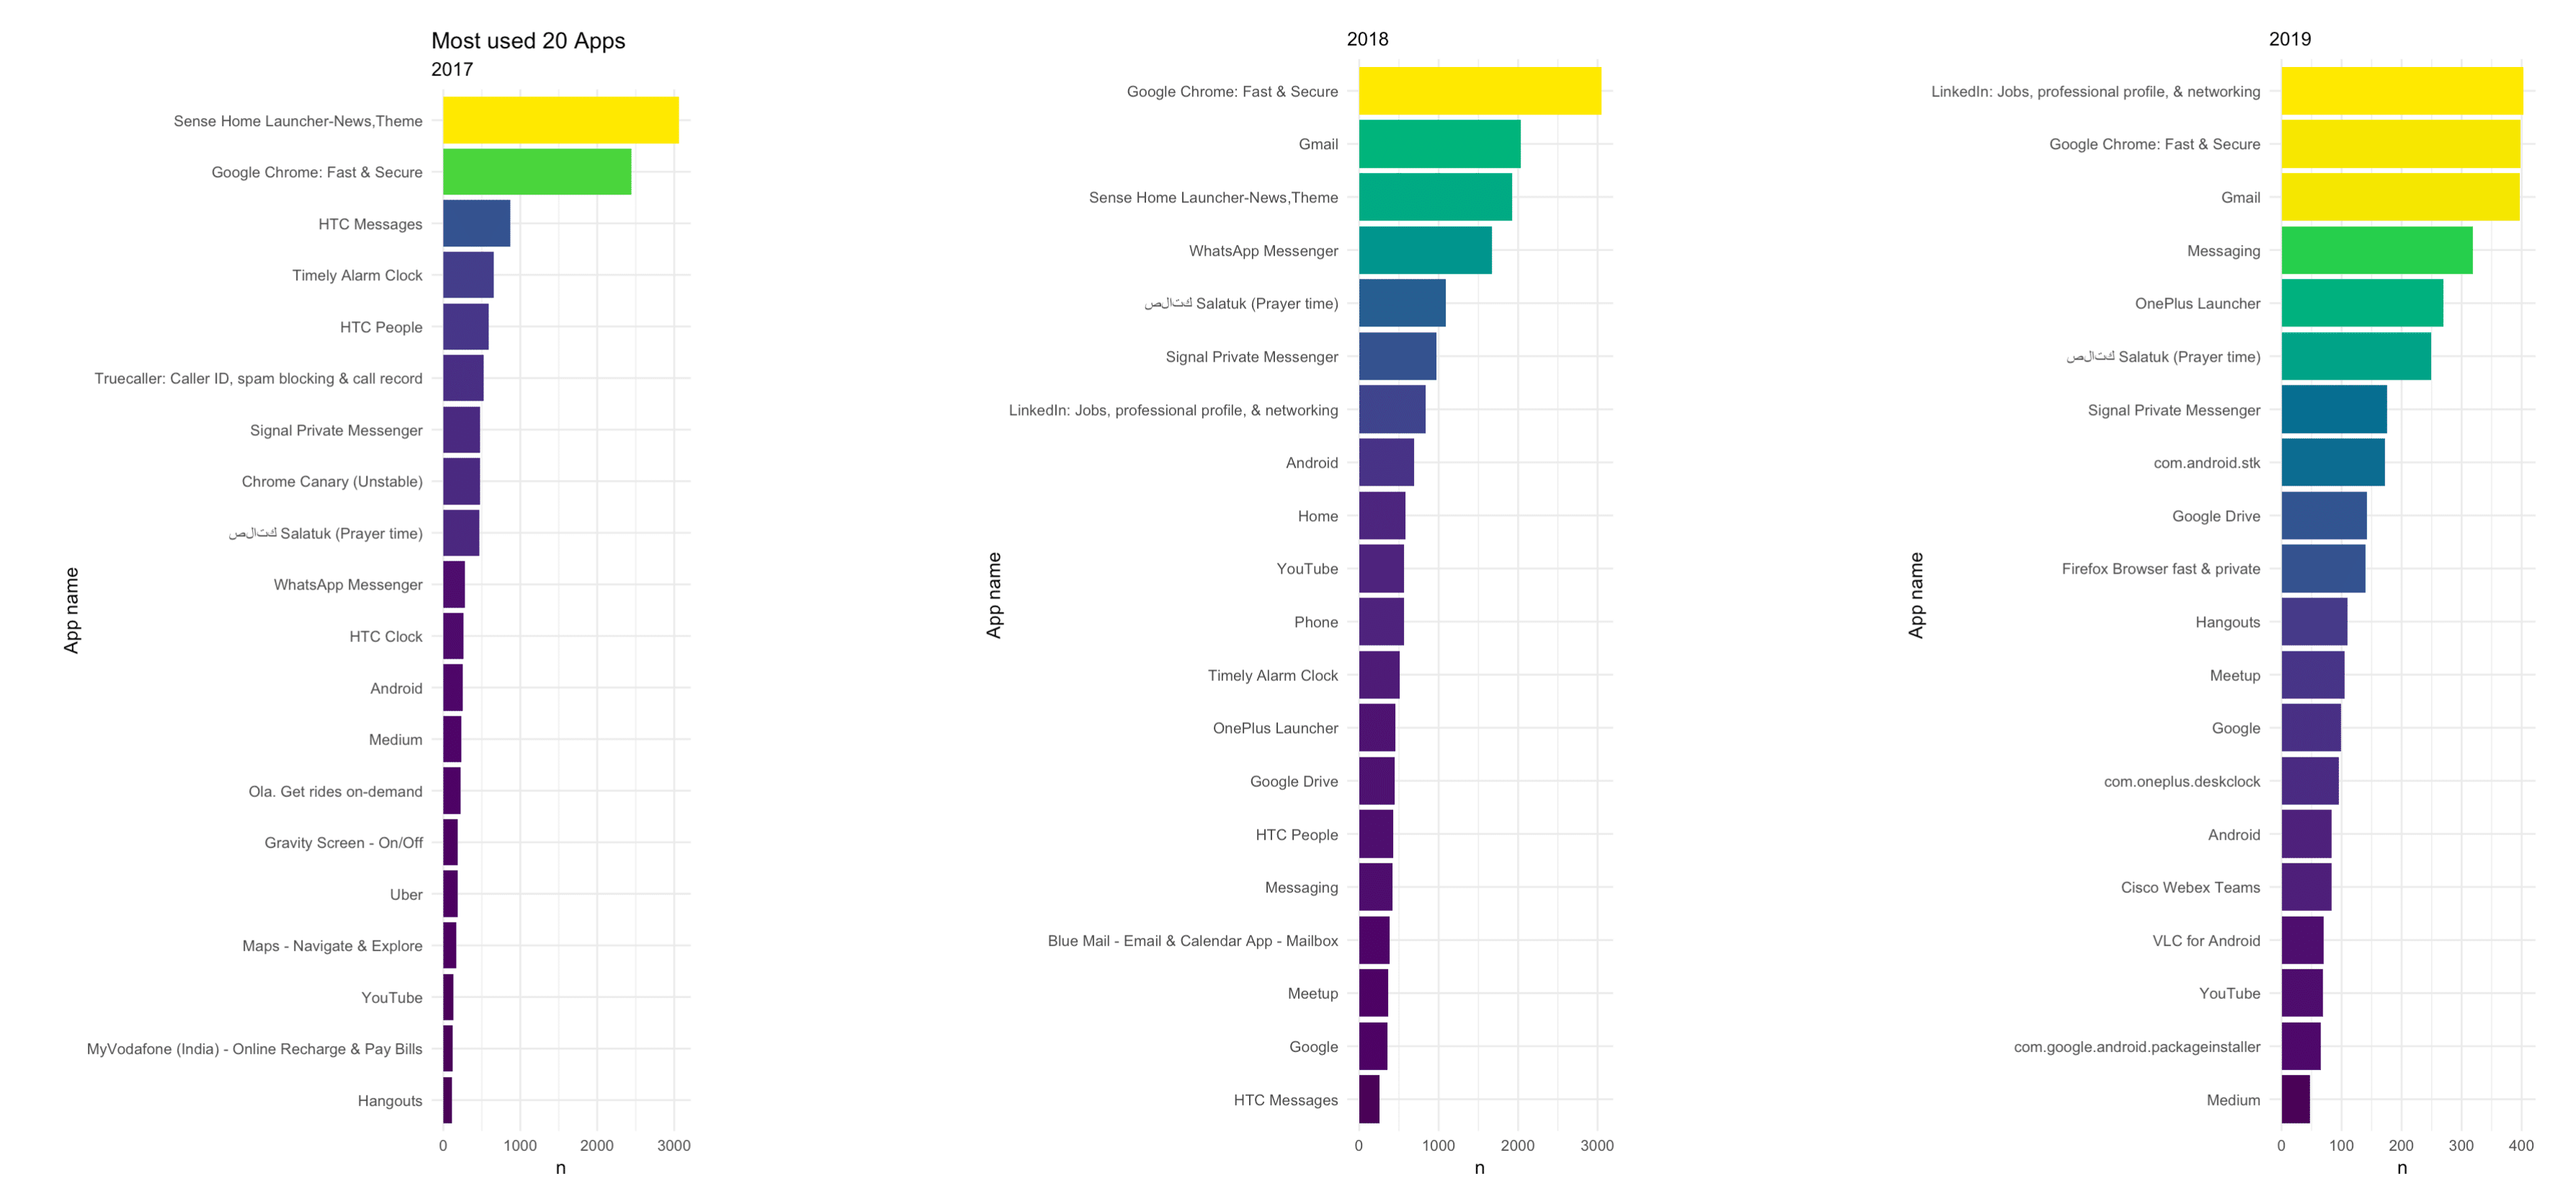 Most used 20 Apps
2017
Sense Home Launcher-News,Theme
Google Chrome: Fast & Secure
HTC Messages
Timely Alarm Clock
HTC People
Truecaller: Caller ID, spam blocking & call record
Signal Private Messenger
Chrome Canary (Unstable)
كتالص Salatuk (Prayer time)
WhatsApp Messenger
HTC Clock
Android
Medium
Ola. Get rides on-demand
Gravity Screen - On/Off
Uber
Maps - Navigate & Explore
YouTube
MyVodafone (India) - Online Recharge & Pay Bills
Hangouts
App name
0 1000 2000 3000
n
2018
Google Chrome: Fast & Secure
Gmail
Sense Home Launcher-News,Theme
WhatsApp Messenger
كتالص Salatuk (Prayer time)
Signal Private Messenger
LinkedIn: Jobs, professional profile, & networking
Android
Home
YouTube
Phone
Timely Alarm Clock
OnePlus Launcher
Google Drive
HTC People
Messaging
Blue Mail - Email & Calendar App - Mailbox
Meetup
Google
HTC Messages
App name
0 1000 2000 3000
n
2019
LinkedIn: Jobs, professional profile, & networking
Google Chrome: Fast & Secure
Gmail
Messaging
OnePlus Launcher
كتالص Salatuk (Prayer time)
Signal Private Messenger
com.android.stk
Google Drive
Firefox Browser fast & private
Hangouts
Meetup
Google
com.oneplus.deskclock
Android
Cisco Webex Teams
VLC for Android
YouTube
com.google.android.packageinstaller
Medium
App name
0 100 200 300 400
n